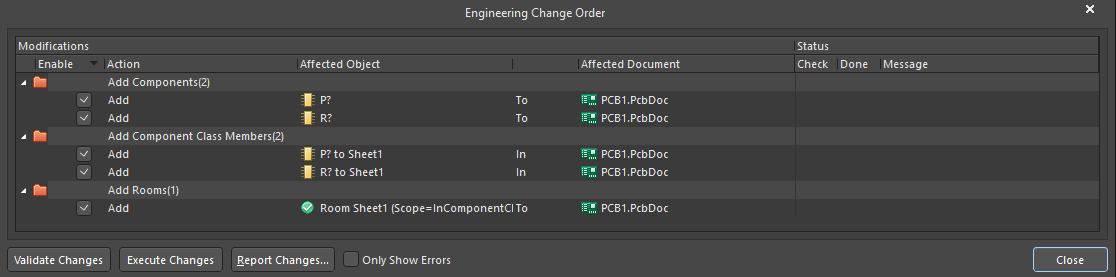 Engineering Change Order
Modifications Status
Enable Action Affected Object Affected Document Check Done Message
Add Components(2)
Add P? To PCB1.PcbDoc
Add R? To PCB1.PcbDoc
Add Component Class Members(2)
Add P? to Sheet1 In PCB1.PcbDoc
Add R? to Sheet1 In PCB1.PcbDoc
Add Rooms(1)
Add Room Sheet1 (Scope=InComponentCl To PCB1.PcbDoc
Validate Changes Execute Changes Report Changes... Only Show Errors Close